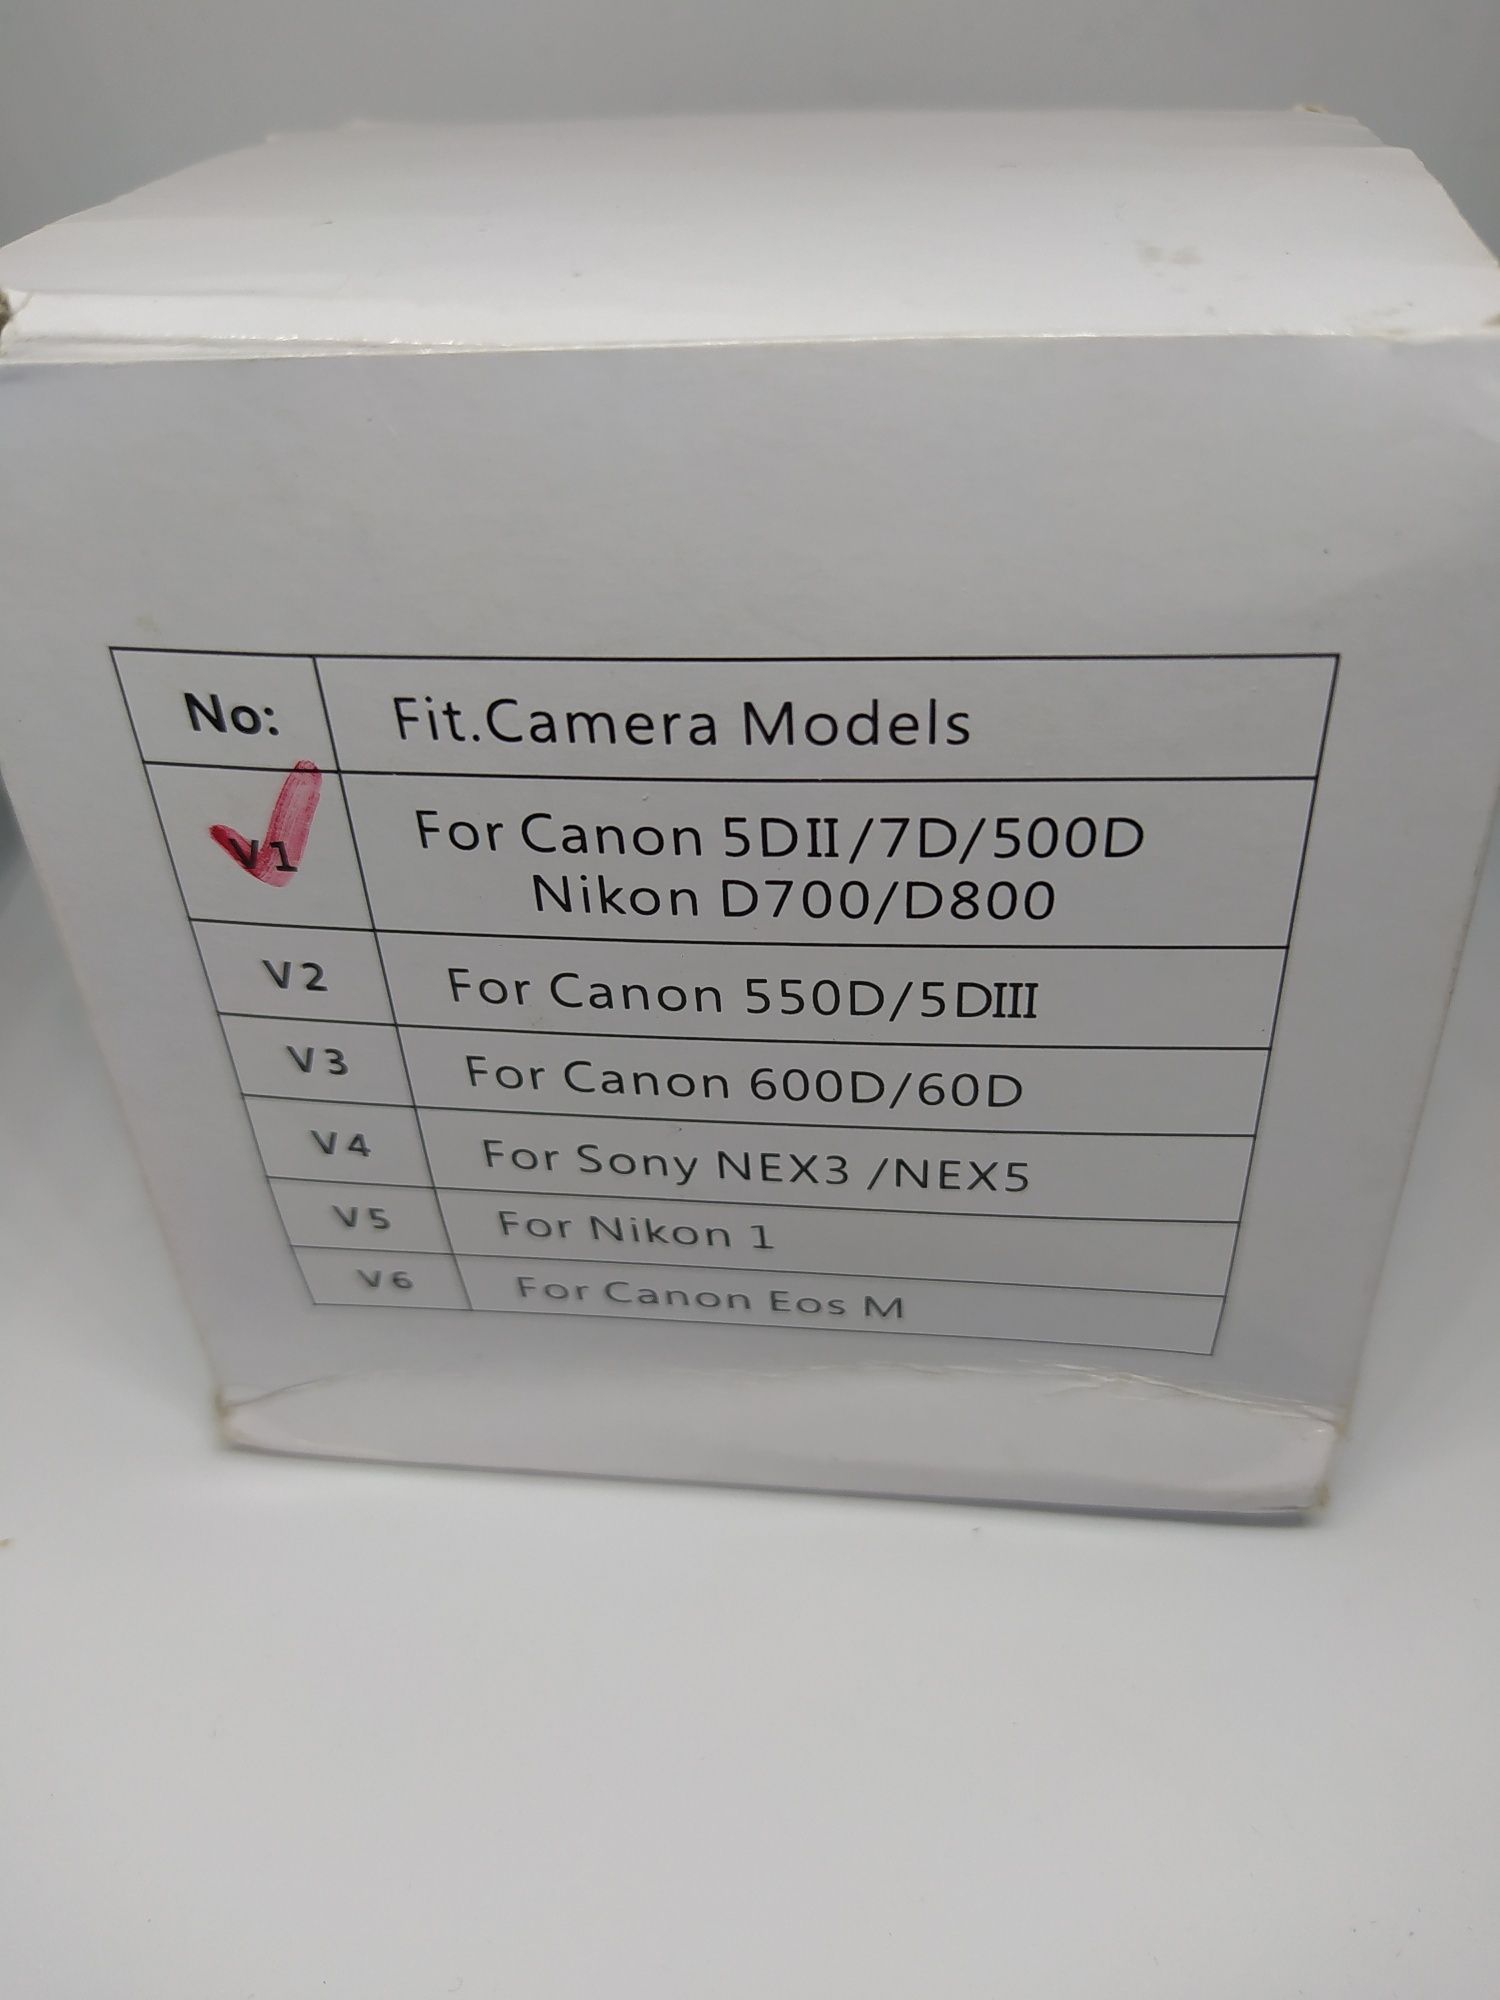 No: Fit.Camera Models
V1 For Canon 5DII/7D/500D
Nikon D700/D800
V2 For Canon 550D/5DIII
V3 For Canon 600D/60D
V4 For Sony NEX3 /NEX5
V5 For Nikon 1
V6 For Canon Eos M